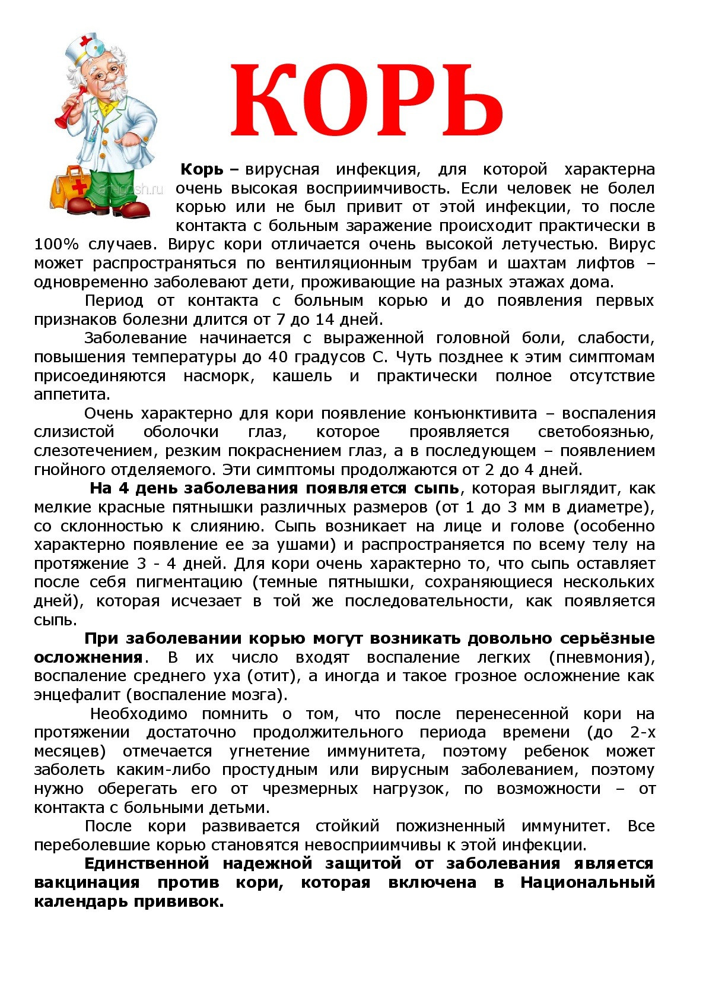 КОРЬ
Корь – вирусная инфекция, для которой характерна
очень высокая восприимчивость. Если человек не болел
корью или не был привит от этой инфекции, то после
контакта с больным заражение происходит практически в
100% случаев. Вирус кори отличается очень высокой летучестью. Вирус
может распространяться по вентиляционным трубам и шахтам лифтов –
одновременно заболевают дети, проживающие на разных этажах дома.
Период от контакта с больным корью и до появления первых
признаков болезни длится от 7 до 14 дней.
Заболевание начинается с выраженной головной боли, слабости,
повышения температуры до 40 градусов С. Чуть позднее к этим симптомам
присоединяются насморк, кашель и практически полное отсутствие
аппетита.
Очень характерно для кори появление конъюнктивита – воспаления
слизистой оболочки глаз, которое проявляется светобоязнью,
слезотечением, резким покраснением глаз, а в последующем – появлением
гнойного отделяемого. Эти симптомы продолжаются от 2 до 4 дней.
На 4 день заболевания появляется сыпь, которая выглядит, как
мелкие красные пятнышки различных размеров (от 1 до 3 мм в диаметре),
со склонностью к слиянию. Сыпь возникает на лице и голове (особенно
характерно появление ее за ушами) и распространяется по всему телу на
протяжение 3 - 4 дней. Для кори очень характерно то, что сыпь оставляет
после себя пигментацию (темные пятнышки, сохраняющиеся нескольких
дней), которая исчезает в той же последовательности, как появляется
сыпь.
При заболевании корью могут возникать довольно серьёзные
осложнения. В их число входят воспаление легких (пневмония),
воспаление среднего уха (отит), а иногда и такое грозное осложнение как
энцефалит (воспаление мозга).
Необходимо помнить о том, что после перенесенной кори на
протяжении достаточно продолжительного периода времени (до 2-х
месяцев) отмечается угнетение иммунитета, поэтому ребенок может
заболеть каким-либо простудным или вирусным заболеванием, поэтому
нужно оберегать его от чрезмерных нагрузок, по возможности – от
контакта с больными детьми.
После кори развивается стойкий пожизненный иммунитет. Все
переболевшие корью становятся невосприимчивы к этой инфекции.
Единственной надежной защитой от заболевания является
вакцинация против кори, которая включена в Национальный
календарь прививок.